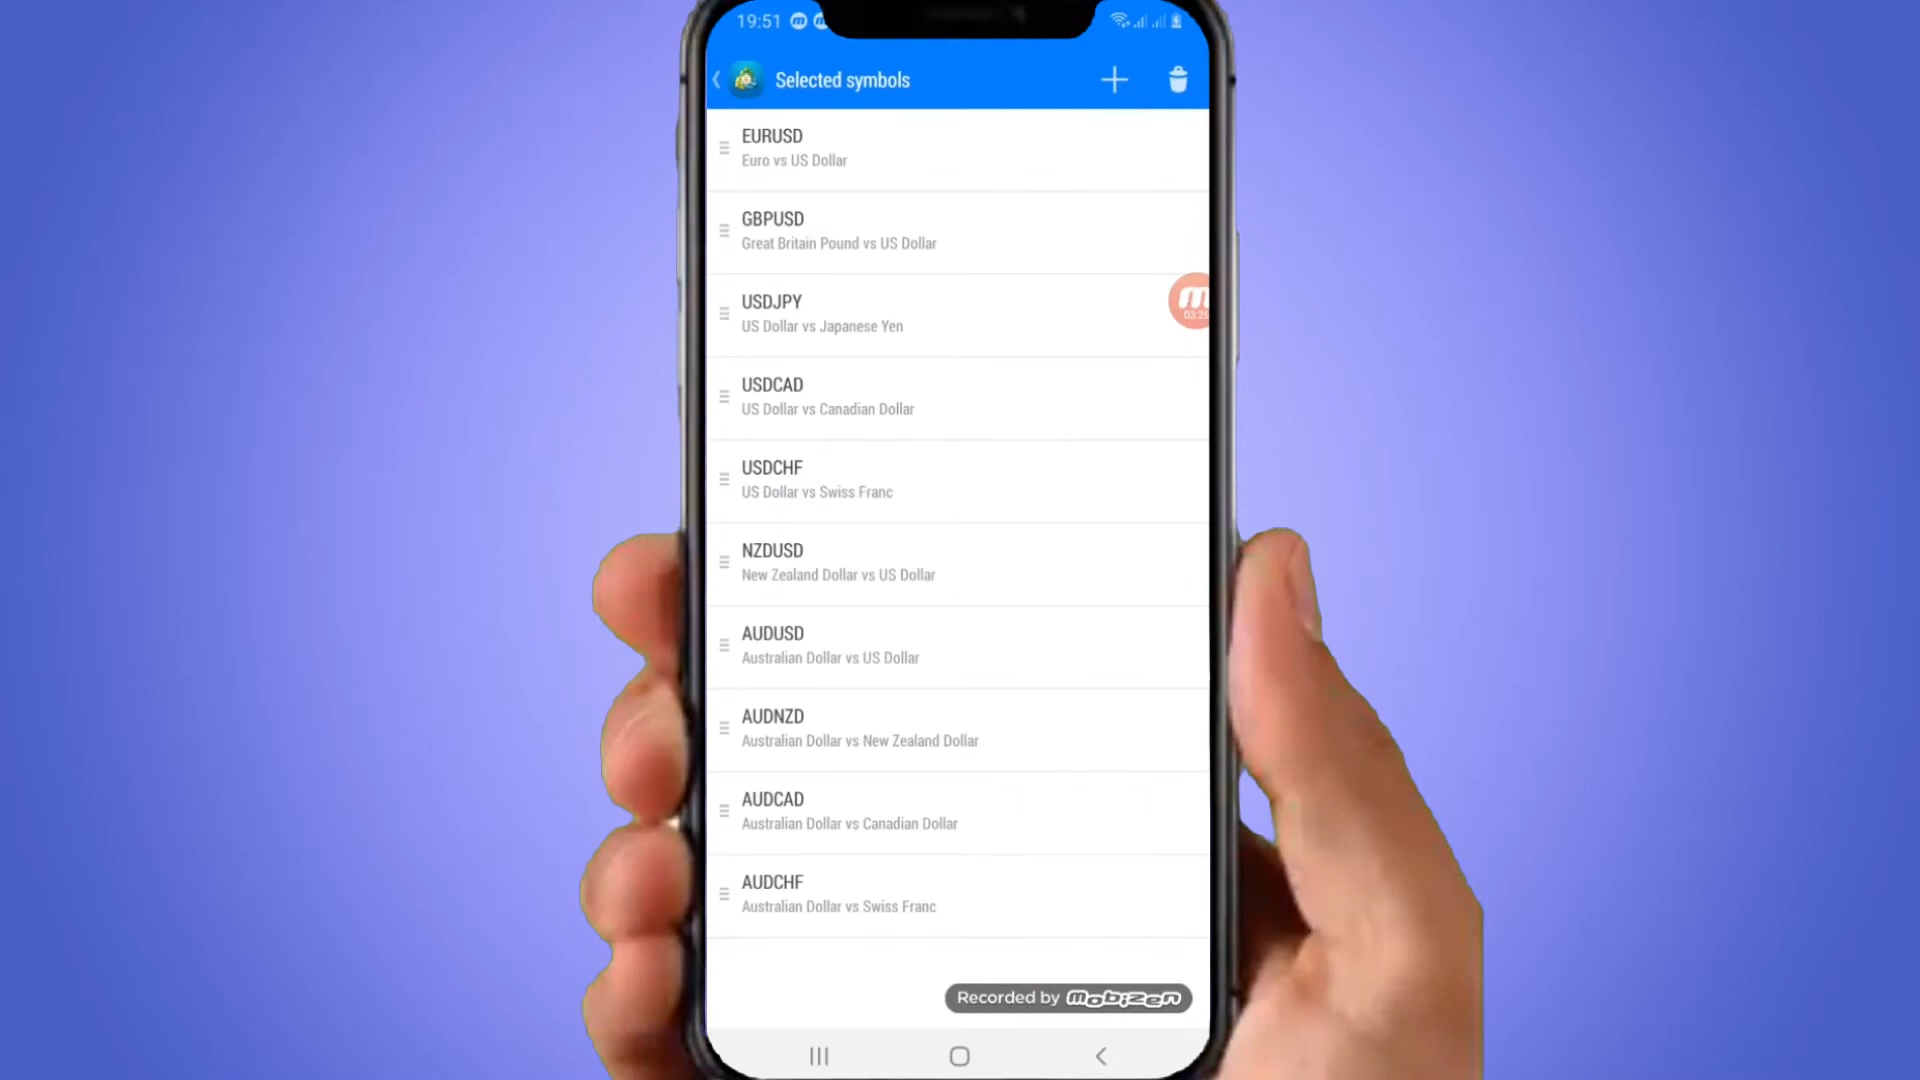 19:51
Selected symbols
EURUSD
Euro vs US Dollar
GBPUSD
Great Britain Pound vs US Dollar
USDJPY
US Dollar vs Japanese Yen
03:25
USDCAD
US Dollar vs Canadian Dollar
USDCHF
US Dollar vs Swiss Franc
NZDUSD
New Zealand Dollar vs US Dollar
AUDUSD
Australian Dollar vs US Dollar
AUDNZD
Australian Dollar vs New Zealand Dollar
AUDCAD
Australian Dollar vs Canadian Dollar
AUDCHF
Australian Dollar vs Swiss Franc
Recorded by mobizen